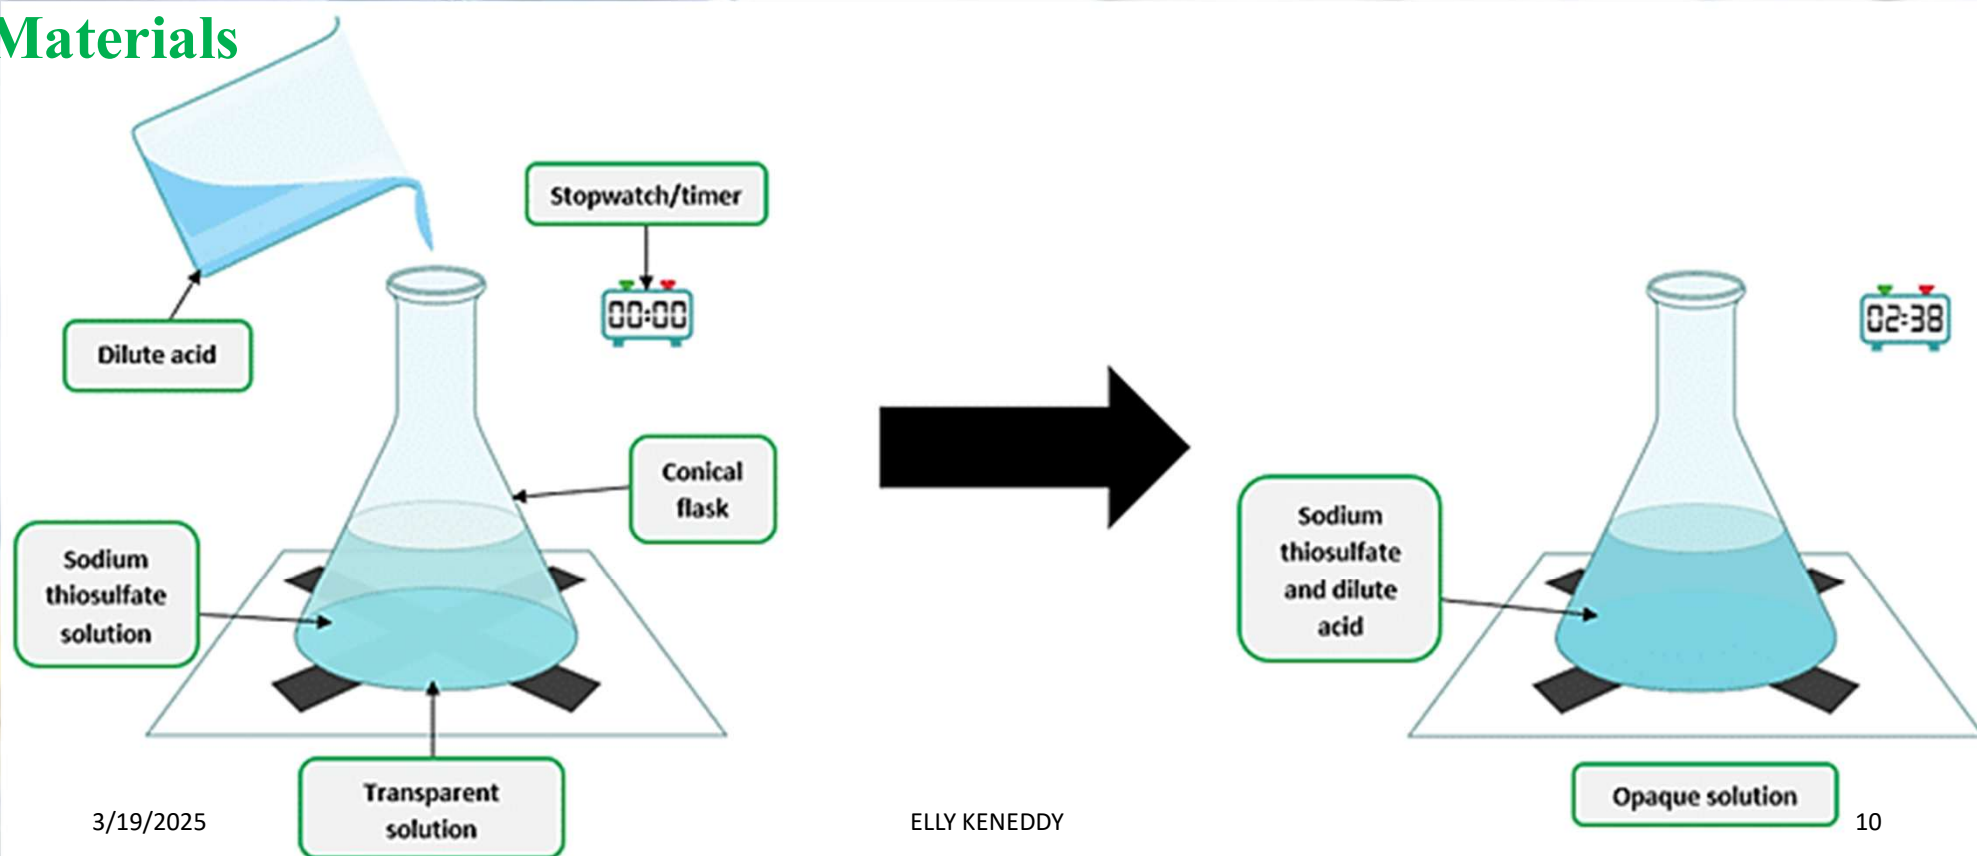 Materials
Stopwatch/timer
00:00
02:38
Dilute acid
Conical
flask
Sodium
thiosulfate
solution
Sodium
thiosulfate
and dilute
acid
Transparent
solution
Opaque solution
3/19/2025
ELLY KENEDDY
10